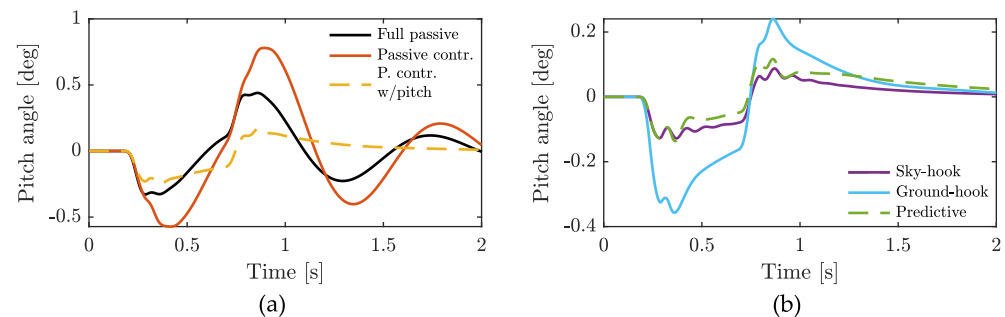 1
0.5
0
-0.5
0
0.5
1
1.5
2
Pitch angle [deg]
Time [s]
Full passive
Passive contr.
P. contr.
w/pitch
(a)
0.2
0
-0.2
-0.4
0
0.5
1
1.5
2
Pitch angle [deg]
Time [s]
Sky-hook
Ground-hook
Predictive
(b)